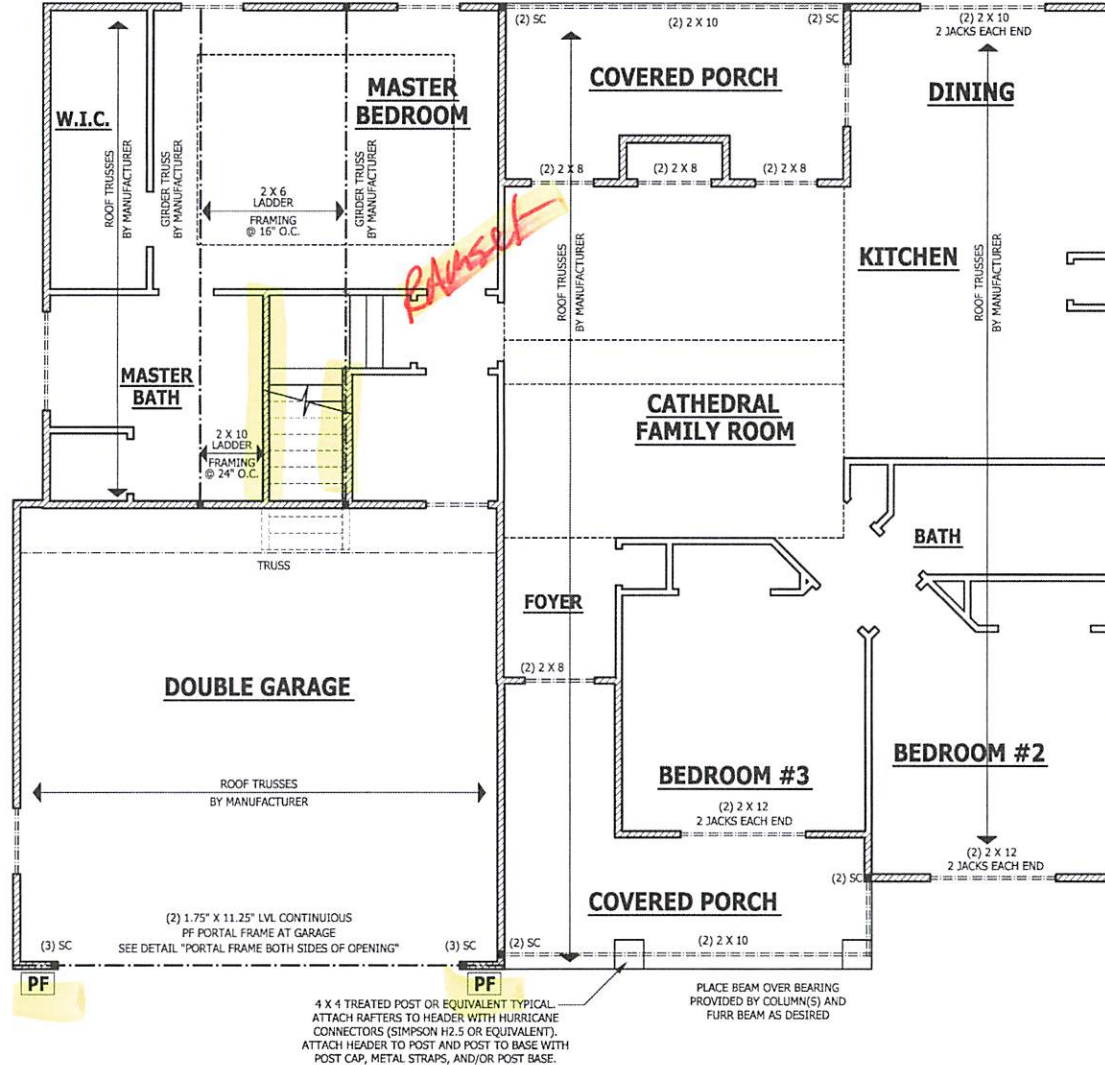 (2) SC
(2) 2 X 10
(2) SC
(2) 2 X 10
2 JACKS EACH END
W.I.C.
MASTER
BEDROOM
COVERED PORCH
DINING
ROOF TRUSSES
BY MANUFACTURER
GIRDER TRUSS
BY MANUFACTURER
GIRDER TRUSS
BY MANUFACTURER
2 X 6
LADDER
FRAMING
@ 16" O.C.
(2) 2 X 8
(2) 2 X 8
(2) 2 X 8
RAMSET
ROOF TRUSSES
BY MANUFACTURER
KITCHEN
ROOF TRUSSES
BY MANUFACTURER
MASTER
BATH
2 X 10
LADDER
FRAMING
@ 24" O.C.
CATHEDRAL
FAMILY ROOM
BATH
TRUSS
FOYER
(2) 2 X 8
DOUBLE GARAGE
BEDROOM #3
BEDROOM #2
ROOF TRUSSES
BY MANUFACTURER
(2) 2 X 12
2 JACKS EACH END
(2) 2 X 12
2 JACKS EACH END
(2) SC
COVERED PORCH
(2) 1.75" X 11.25" LVL CONTINUIOUS
PF PORTAL FRAME AT GARAGE
SEE DETAIL "PORTAL FRAME BOTH SIDES OF OPENING"
(3) SC
(3) SC
(2) SC
(2) 2 X 10
PF
PF
4 X 4 TREATED POST OR EQUIVALENT TYPICAL.
ATTACH RAFTERS TO HEADER WITH HURRICANE
CONNECTORS (SIMPSON H2.5 OR EQUIVALENT).
ATTACH HEADER TO POST AND POST TO BASE WITH
POST CAP, METAL STRAPS, AND/OR POST BASE.
PLACE BEAM OVER BEARING
PROVIDED BY COLUMN(S) AND
FURR BEAM AS DESIRED